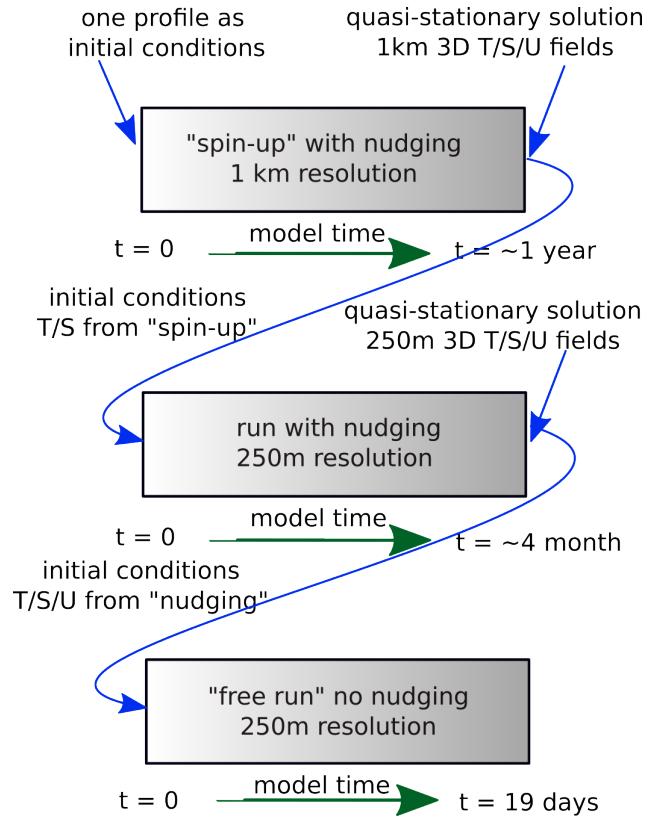 one profile as
initial conditions
quasi-stationary solution
1km 3D T/S/U fields
"spin-up" with nudging
1 km resolution
t = 0
model time
t = ~1 year
initial conditions
T/S from "spin-up"
quasi-stationary solution
250m 3D T/S/U fields
run with nudging
250m resolution
t = 0
model time
t = ~4 month
initial conditions
T/S/U from "nudging"
"free run" no nudging
250m resolution
t = 0
model time
t = 19 days